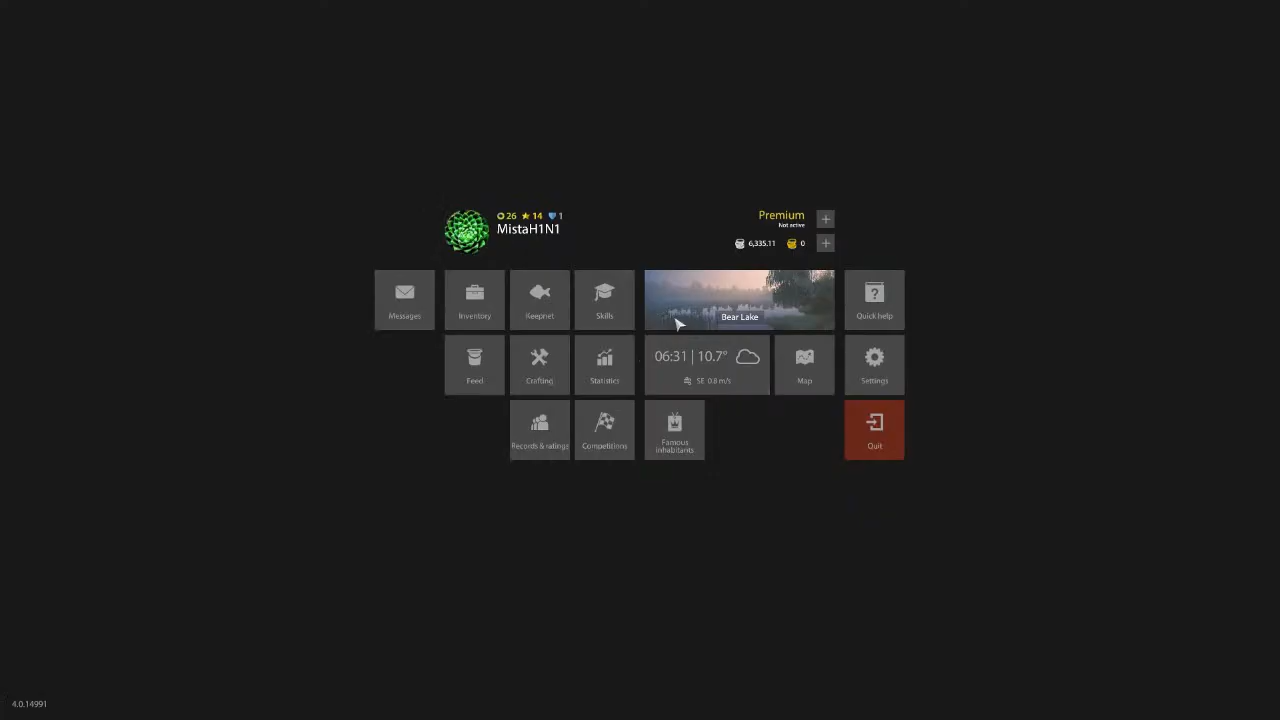 26 14 1
MistaH1N1
Premium
Not active
6,335.11 0
Messages
Inventory
Keepnet
Skills
Bear Lake
Quick help
Feed
Crafting
Statistics
06:31 | 10.7°
SE 0.8 m/s
Map
Settings
Records & ratings
Competitions
Famous
inhabitants
Quit
4.0.14991